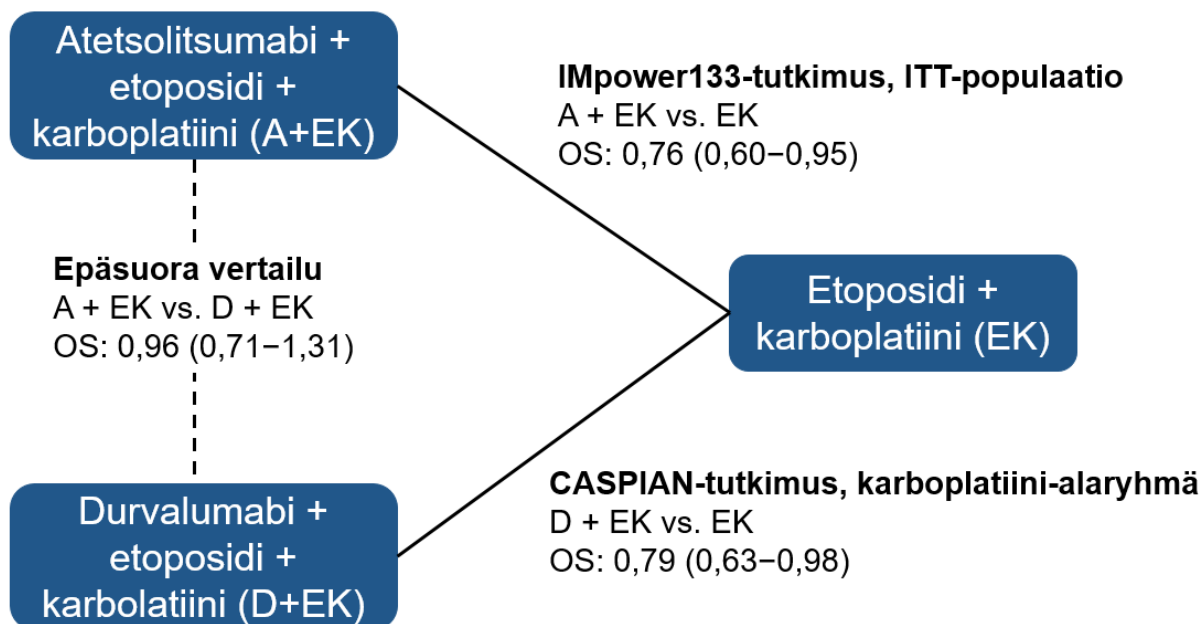 Atetsolitsumabi +
etoposidi +
karboplatiini (A+EK)
IMpower133-tutkimus, ITT-populaatio
A + EK vs. EK
OS: 0,76 (0,60−0,95)
Epäsuora vertailu
A + EK vs. D + EK
OS: 0,96 (0,71−1,31)
Etoposidi +
karboplatiini (EK)
Durvalumabi +
etoposidi +
karbolatiini (D+EK)
CASPIAN-tutkimus, karboplatiini-alaryhmä
D + EK vs. EK
OS: 0,79 (0,63−0,98)